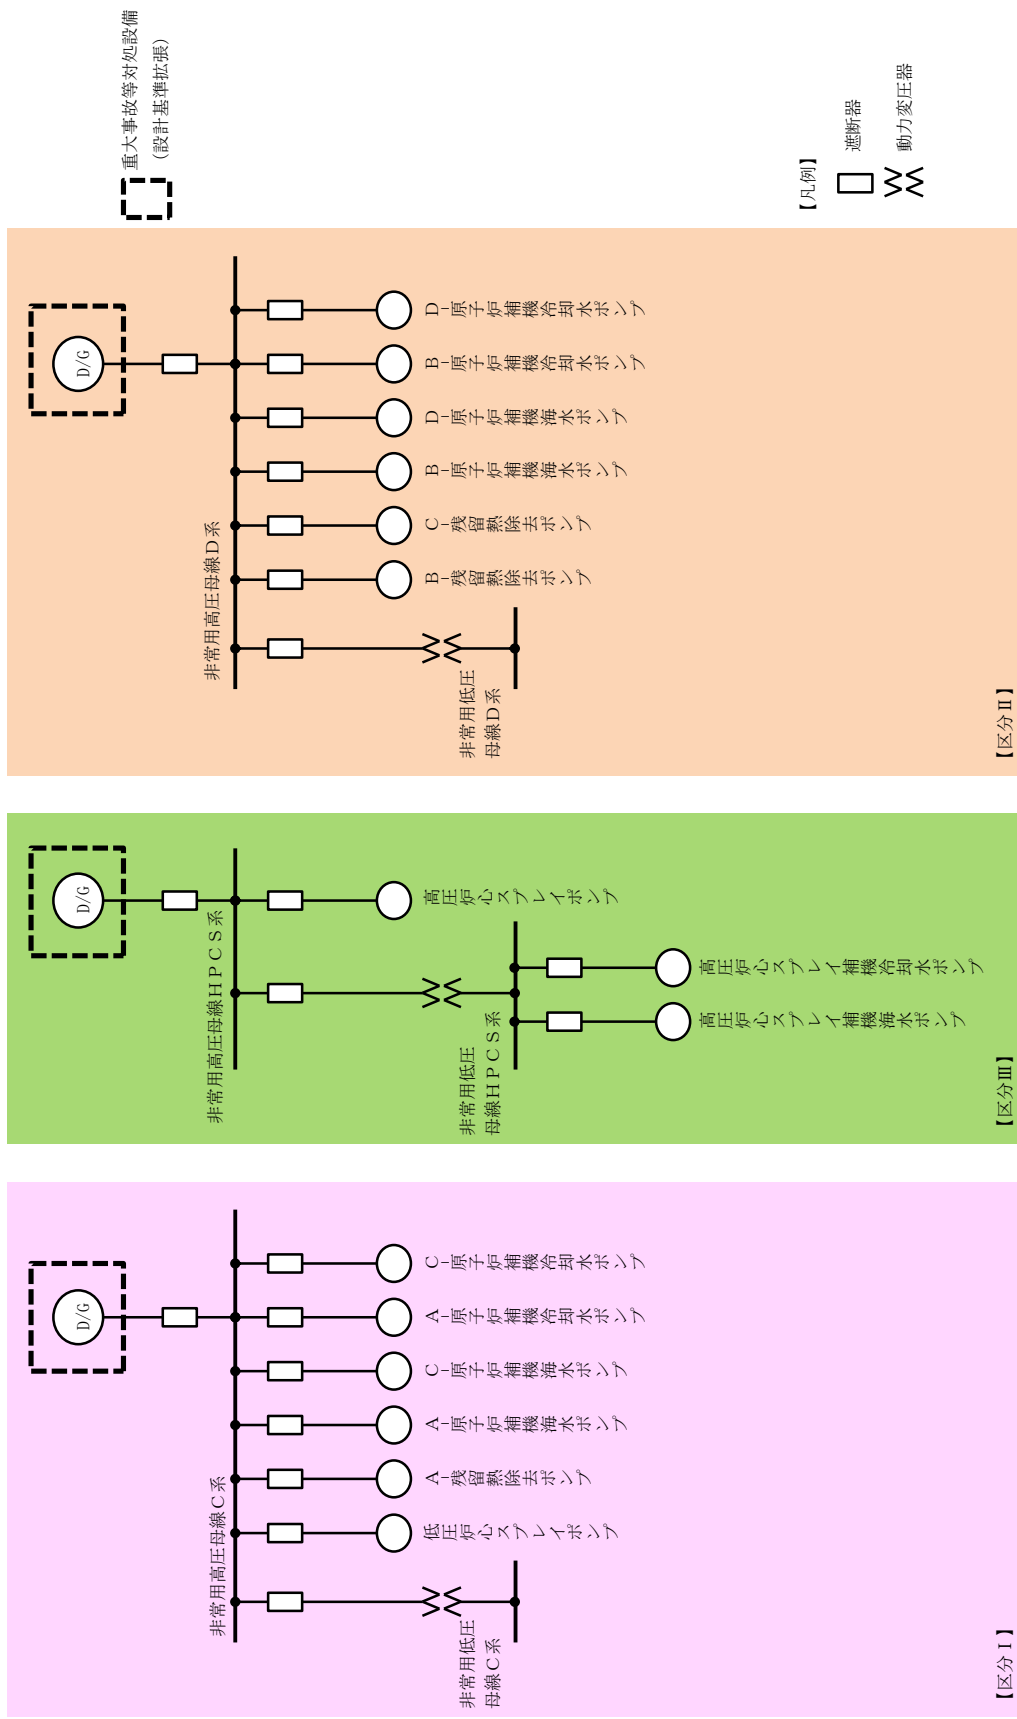 D/G
非常用高圧母線C系
低圧炉心スプレイポンプ
A-残留熱除去ポンプ
A-原子炉補機海水ポンプ
C-原子炉補機海水ポンプ
A-原子炉補機冷却水ポンプ
C-原子炉補機冷却水ポンプ
非常用低圧
母線C系
【区分Ⅰ】
D/G
非常用高圧母線HPCS系
高圧炉心スプレイポンプ
非常用低圧
母線HPCS系
高圧炉心スプレイ補機海水ポンプ
高圧炉心スプレイ補機冷却水ポンプ
【区分Ⅲ】
D/G
非常用高圧母線D系
B-残留熱除去ポンプ
C-残留熱除去ポンプ
B-原子炉補機海水ポンプ
D-原子炉補機海水ポンプ
B-原子炉補機冷却水ポンプ
D-原子炉補機冷却水ポンプ
非常用低圧
母線D系
【区分Ⅱ】
重大事故等対処設備
（設計基準拡張）
【凡例】
遮断器
動力変圧器